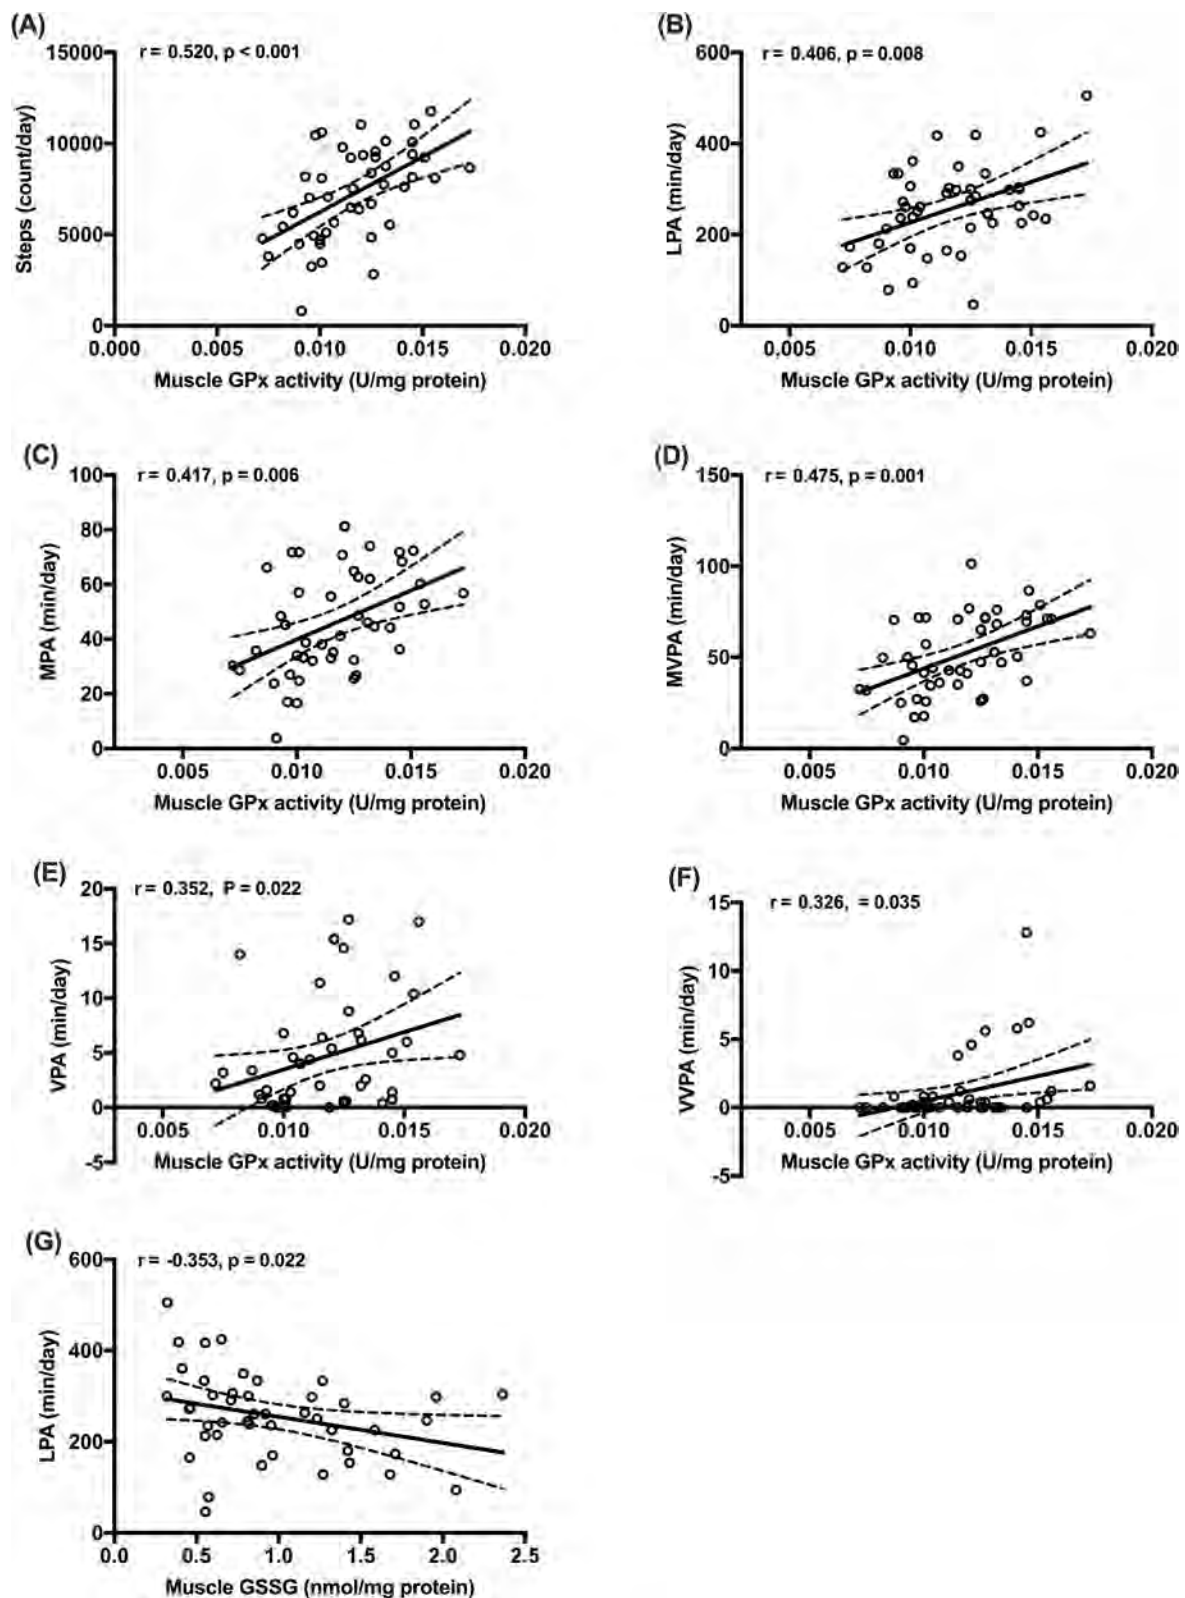 (A)
r = 0.520, p < 0.001
15000
10000
5000
0
Steps (count/day)
0.000 0.005 0.010 0.015 0.020
Muscle GPx activity (U/mg protein)
(B)
r = 0.406, p = 0.008
600
400
200
0
LPA (min/day)
0.005 0.010 0.015 0.020
Muscle GPx activity (U/mg protein)
(C)
r = 0.417, p = 0.006
100
80
60
40
20
0
MPA (min/day)
0.005 0.010 0.015 0.020
Muscle GPx activity (U/mg protein)
(D)
r = 0.475, p = 0.001
150
100
50
0
MVPA (min/day)
0.005 0.010 0.015 0.020
Muscle GPx activity (U/mg protein)
(E)
r = 0.352, P = 0.022
20
15
10
5
0
-5
VPA (min/day)
0.005 0.010 0.015 0.020
Muscle GPx activity (U/mg protein)
(F)
r = 0.326, = 0.035
15
10
5
0
-5
VVPA (min/day)
0.005 0.010 0.015 0.020
Muscle GPx activity (U/mg protein)
(G)
r = -0.353, p = 0.022
600
400
200
0
LPA (min/day)
0.0 0.5 1.0 1.5 2.0 2.5
Muscle GSSG (nmol/mg protein)